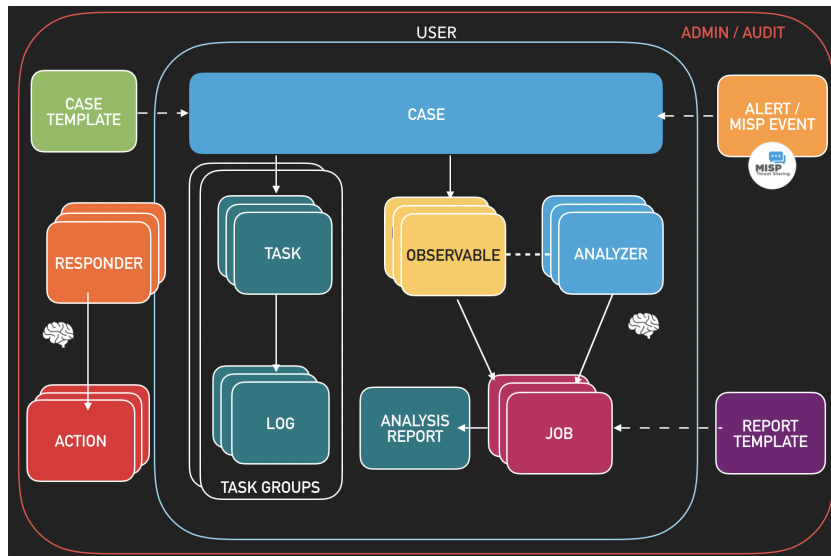 USER
ADMIN / AUDIT
CASE
TEMPLATE
CASE
ALERT /
MISP EVENT
MISP
Threat Sharing
RESPONDER
TASK
OBSERVABLE
ANALYZER
ACTION
LOG
ANALYSIS
REPORT
JOB
REPORT
TEMPLATE
TASK GROUPS